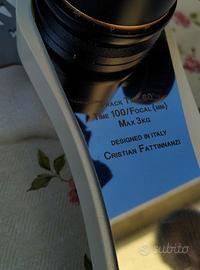 TIME 100/FOCAL (MM)
MAX 3KG
DESIGNED IN ITALY
CRISTIAN FATTINNANZI
subito